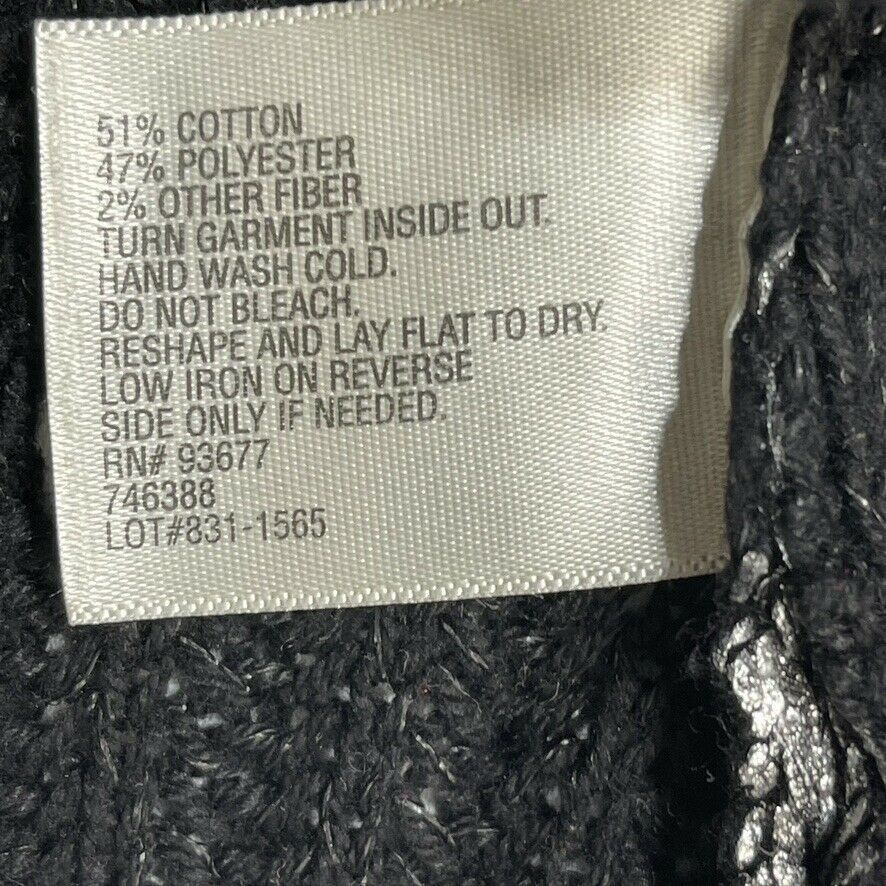 51% COTTON
47% POLYESTER
2% OTHER FIBER
TURN GARMENT INSIDE OUT.
HAND WASH COLD.
DO NOT BLEACH.
RESHAPE AND LAY FLAT TO DRY.
LOW IRON ON REVERSE
SIDE ONLY IF NEEDED.
RN# 93677
746388
LOT#831-1565